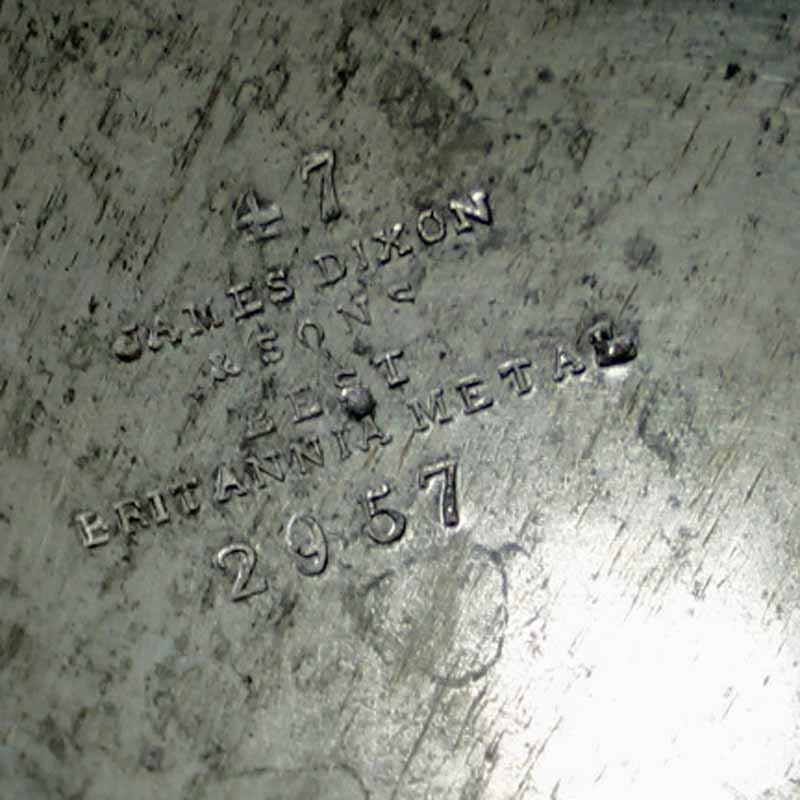 47
JAMES DIXON
& SONS
BEST
BRITANNIA METAL
2957